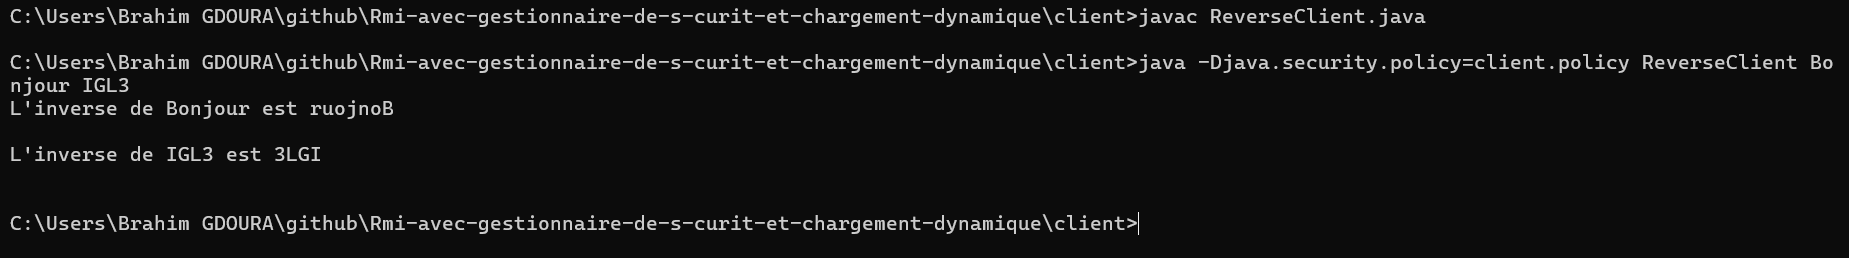 C:\Users\Brahim GDOURA\github\Rmi-avec-gestionnaire-de-s-curit-et-chargement-dynamique\client>javac ReverseClient.java
C:\Users\Brahim GDOURA\github\Rmi-avec-gestionnaire-de-s-curit-et-chargement-dynamique\client>java -Djava.security.policy=client.policy ReverseClient Bo
njour IGL3
L'inverse de Bonjour est ruojnoB
L'inverse de IGL3 est 3LGI
C:\Users\Brahim GDOURA\github\Rmi-avec-gestionnaire-de-s-curit-et-chargement-dynamique\client>